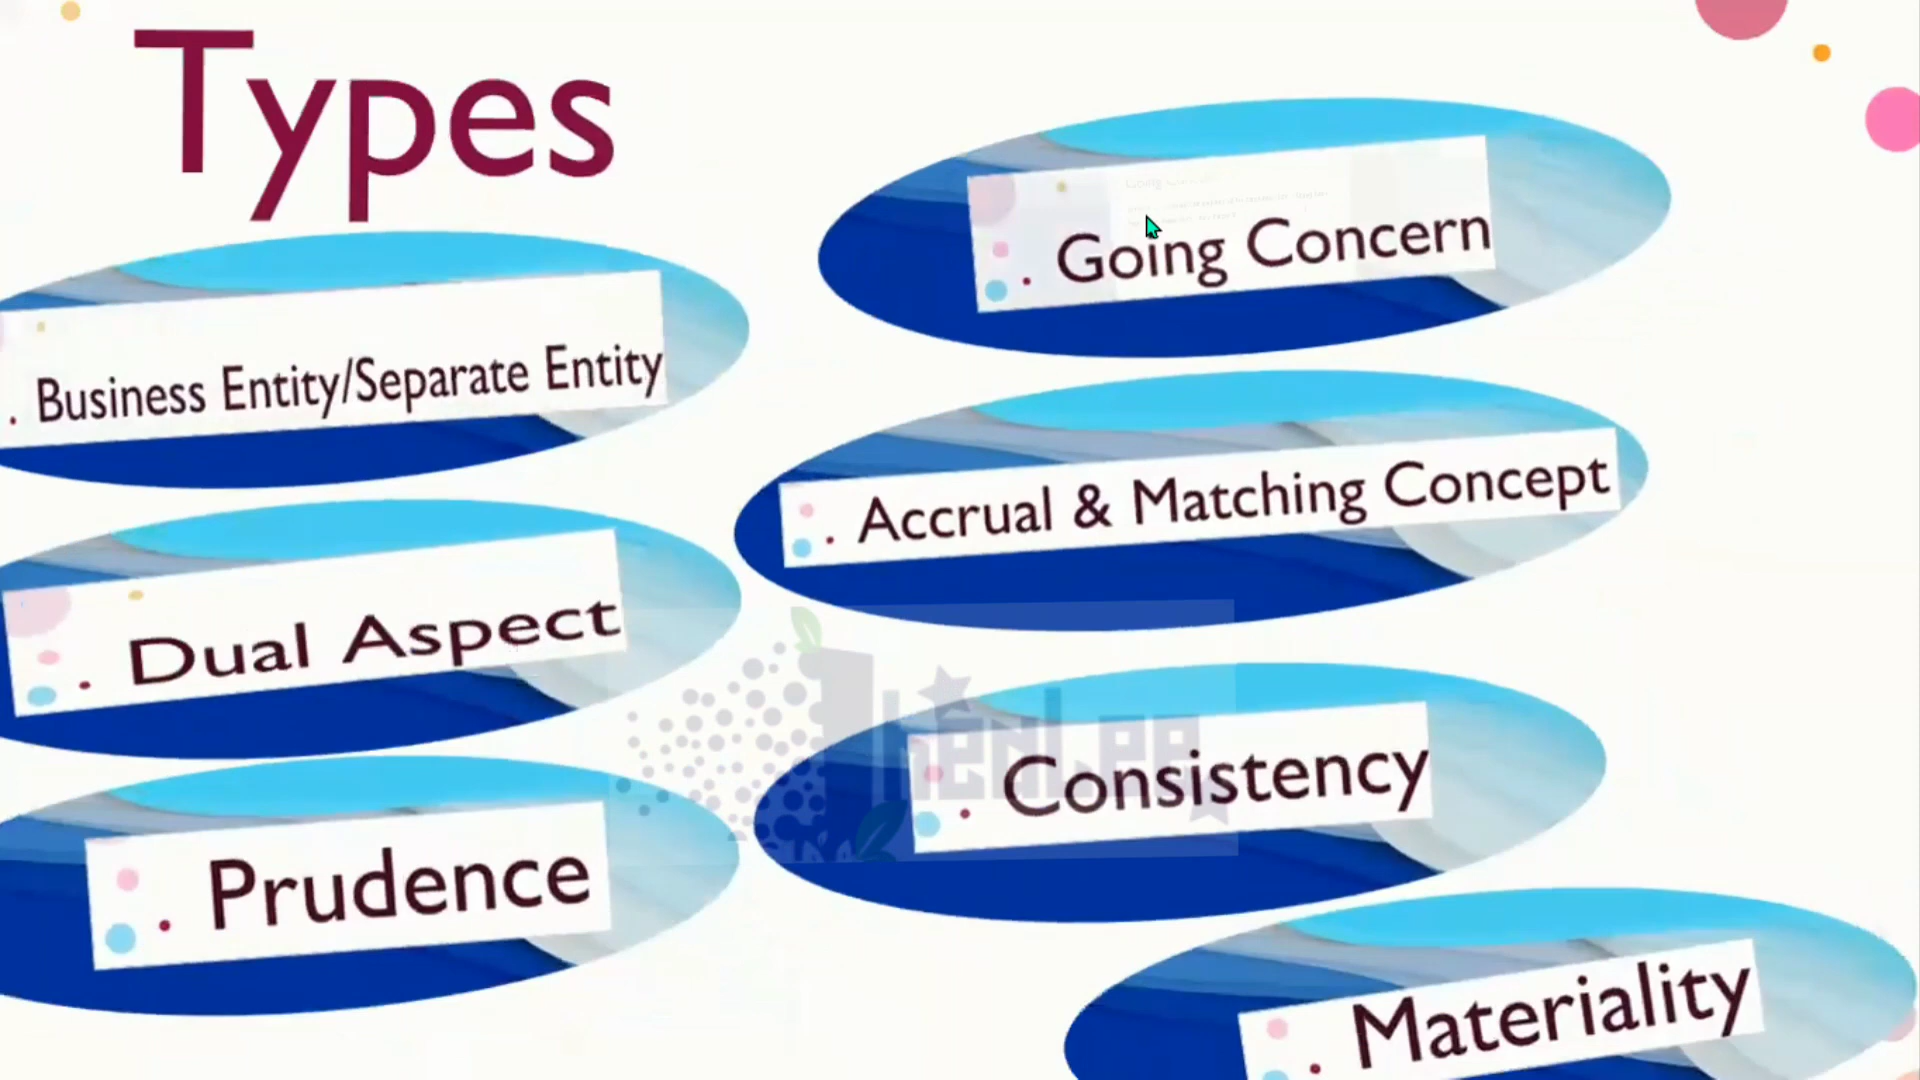 Types
. Going Concern
. Business Entity/Separate Entity
. Accrual & Matching Concept
. Dual Aspect
. Consistency
. Prudence
. Materiality